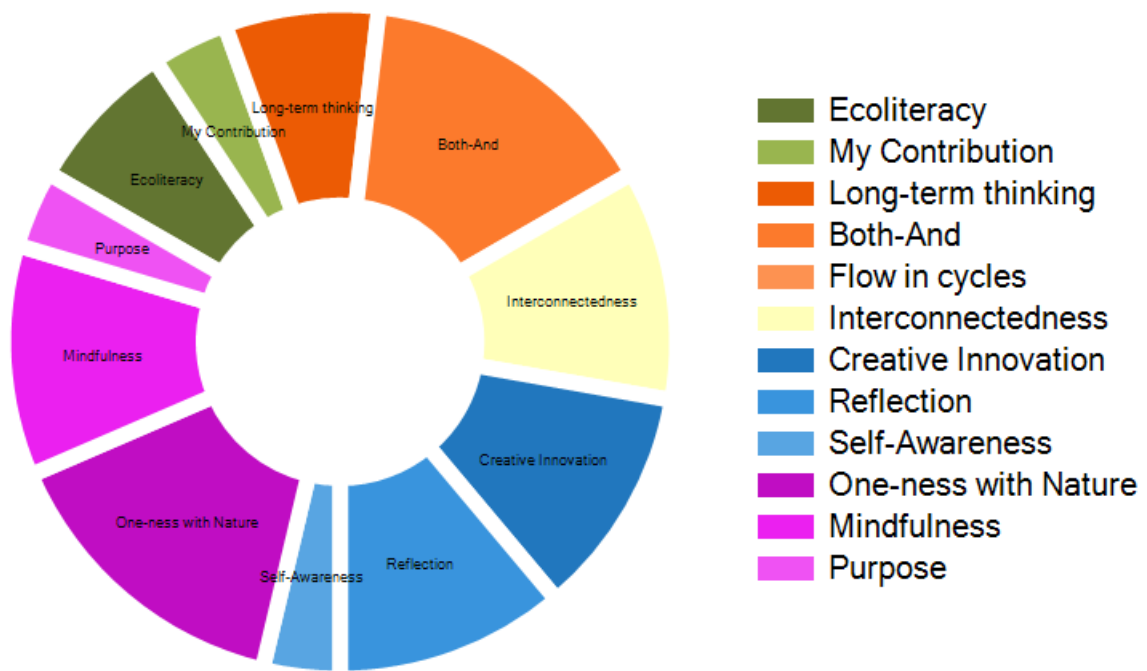 Long-term thinking
My Contribution
Both-And
Ecoliteracy
Purpose
Interconnectedness
Mindfulness
Creative Innovation
One-ness with Nature
Reflection
Self-Awareness
Ecoliteracy
My Contribution
Long-term thinking
Both-And
Flow in cycles
Interconnectedness
Creative Innovation
Reflection
Self-Awareness
One-ness with Nature
Mindfulness
Purpose